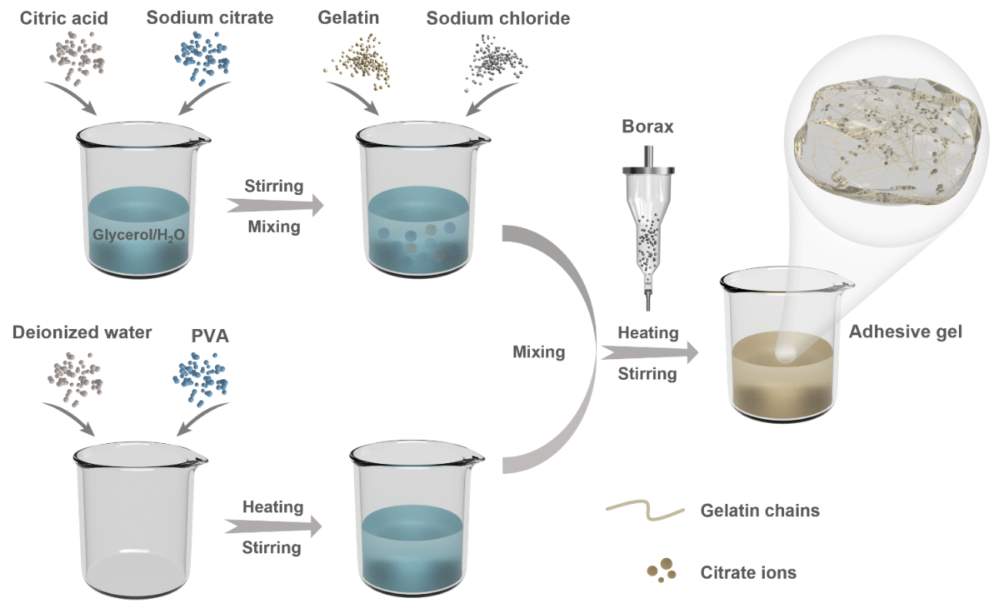 Citric acid
Sodium citrate
Gelatin
Sodium chloride
Glycerol/H₂O
Stirring
Mixing
Borax
Deionized water
PVA
Heating
Stirring
Mixing
Heating
Stirring
Adhesive gel
Gelatin chains
Citrate ions